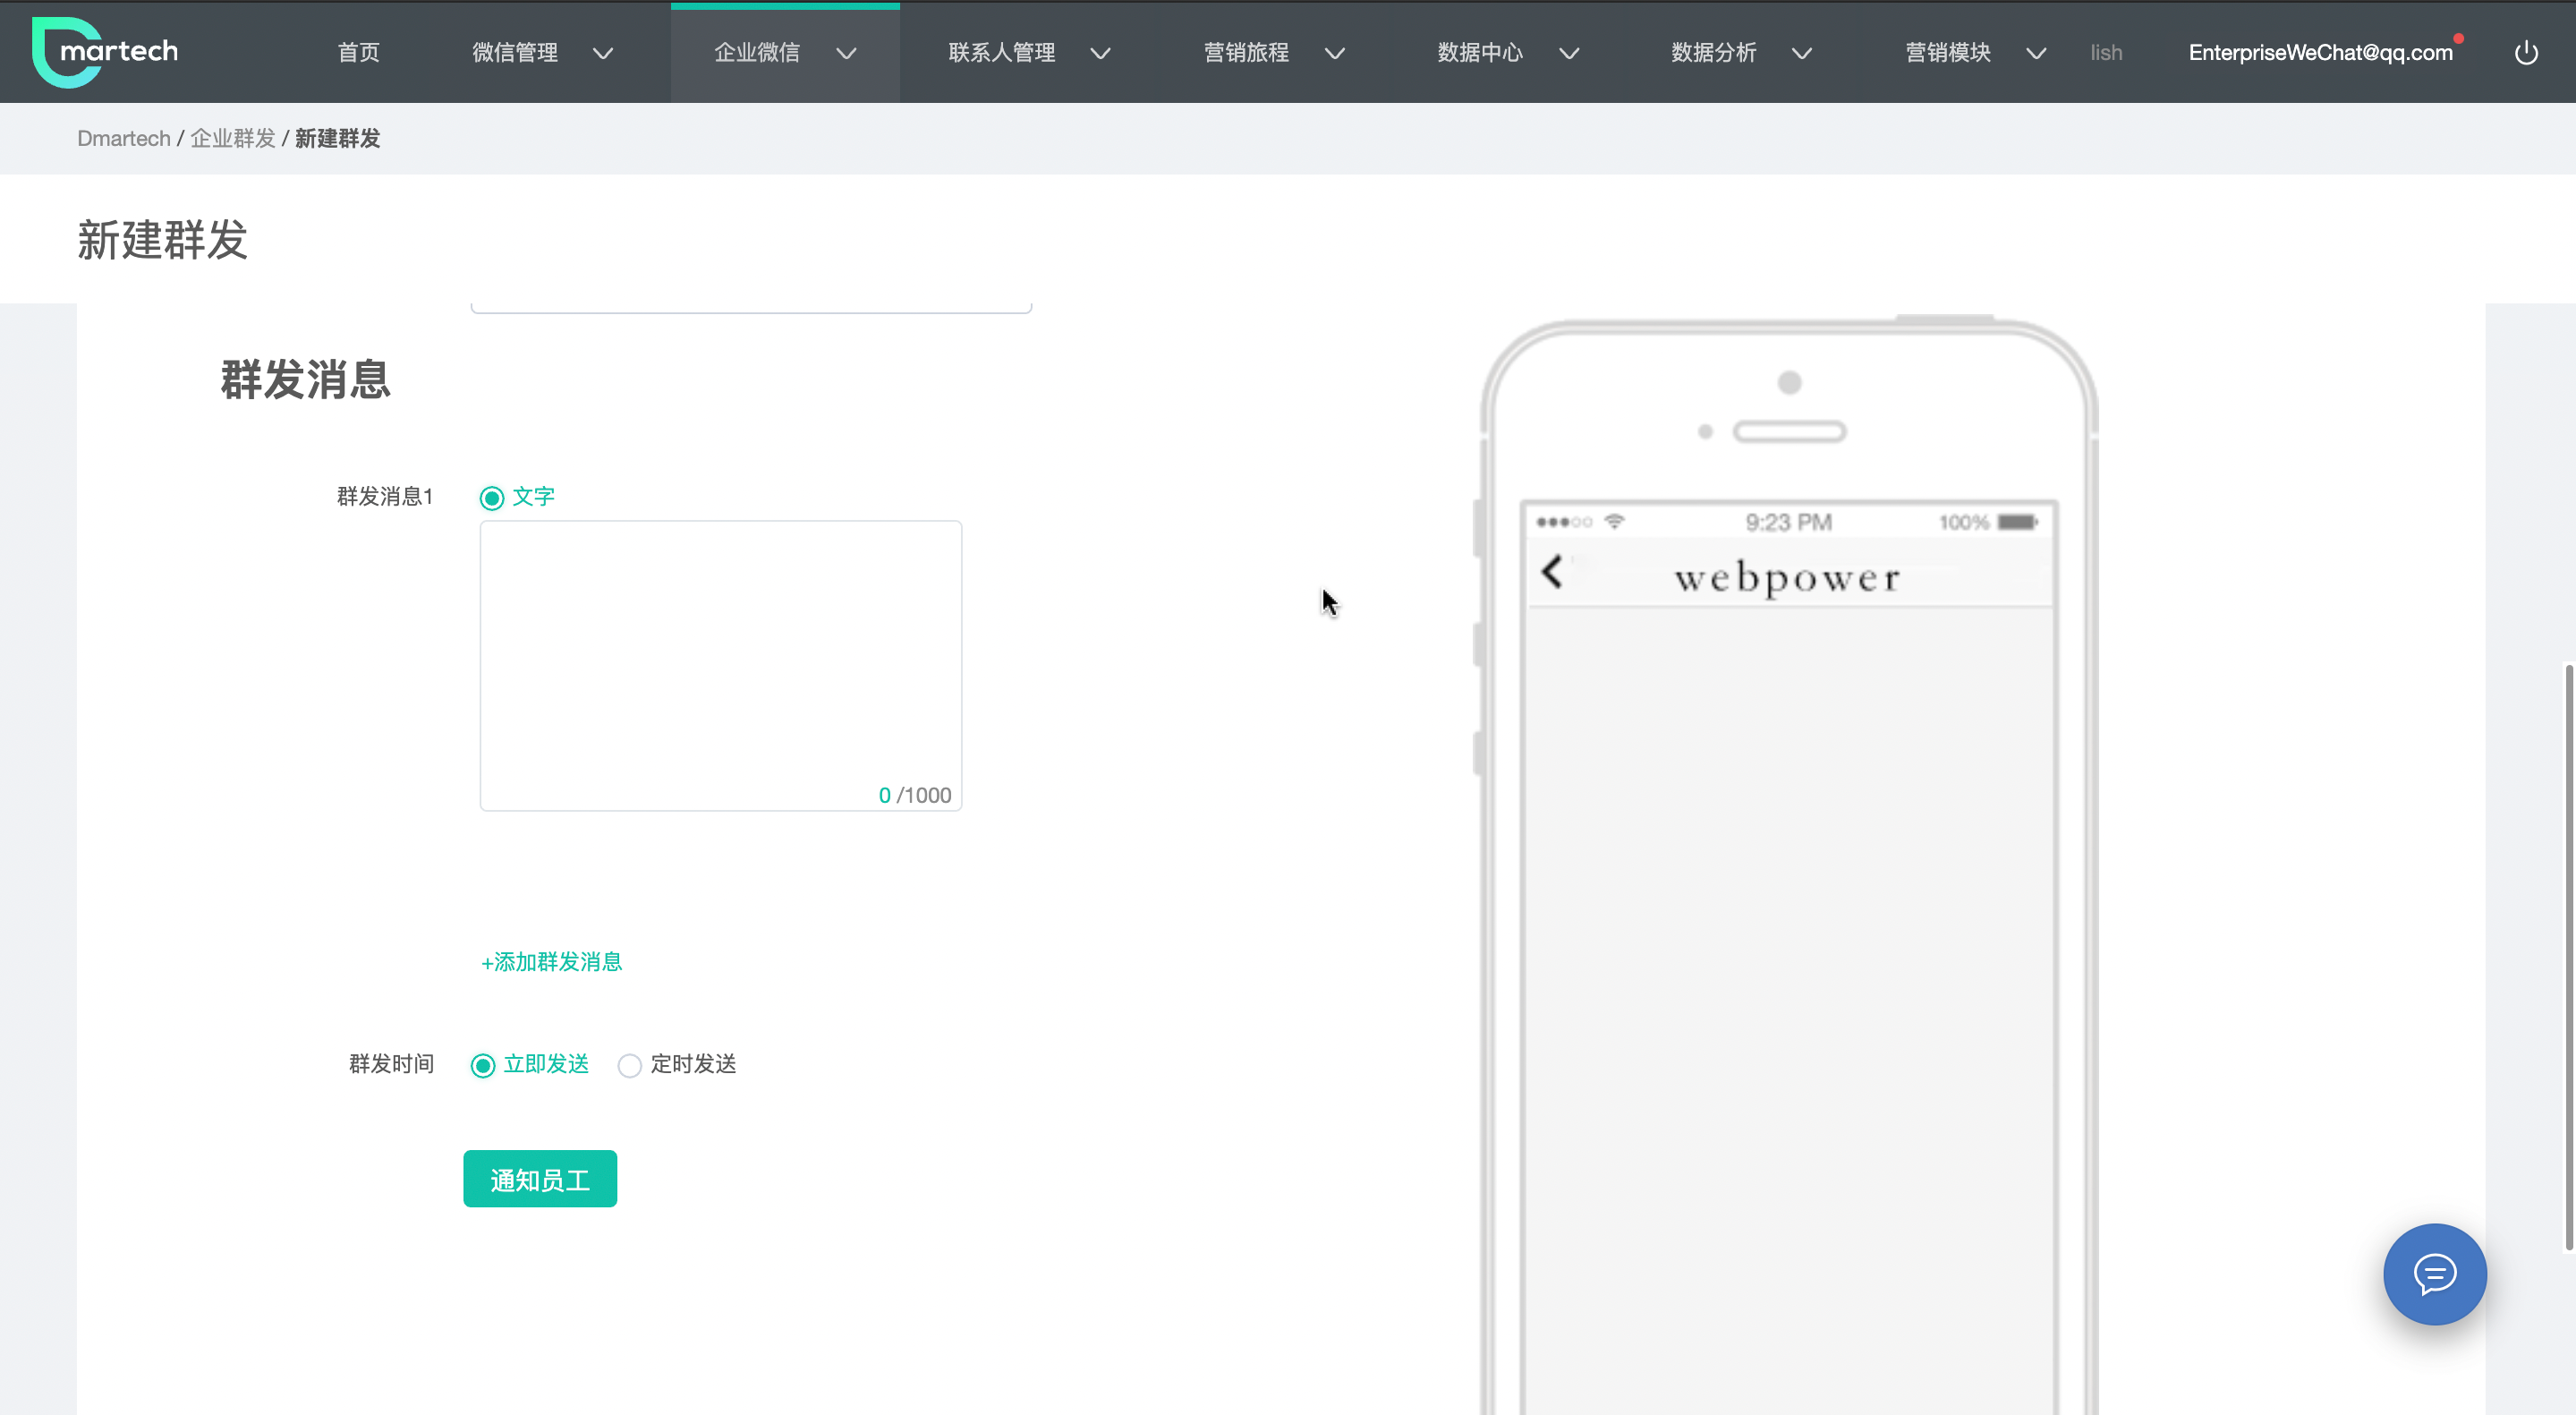 martech 首页 微信管理 企业微信 联系人管理 营销旅程 数据中心 数据分析 营销模块 lish EnterpriseWeChat@qq.com
Dmartech / 企业群发 / 新建群发
新建群发
群发消息
群发消息1 文字
0 /1000
+添加群发消息
群发时间 立即发送 定时发送
通知员工
9:23 PM 100%
webpower